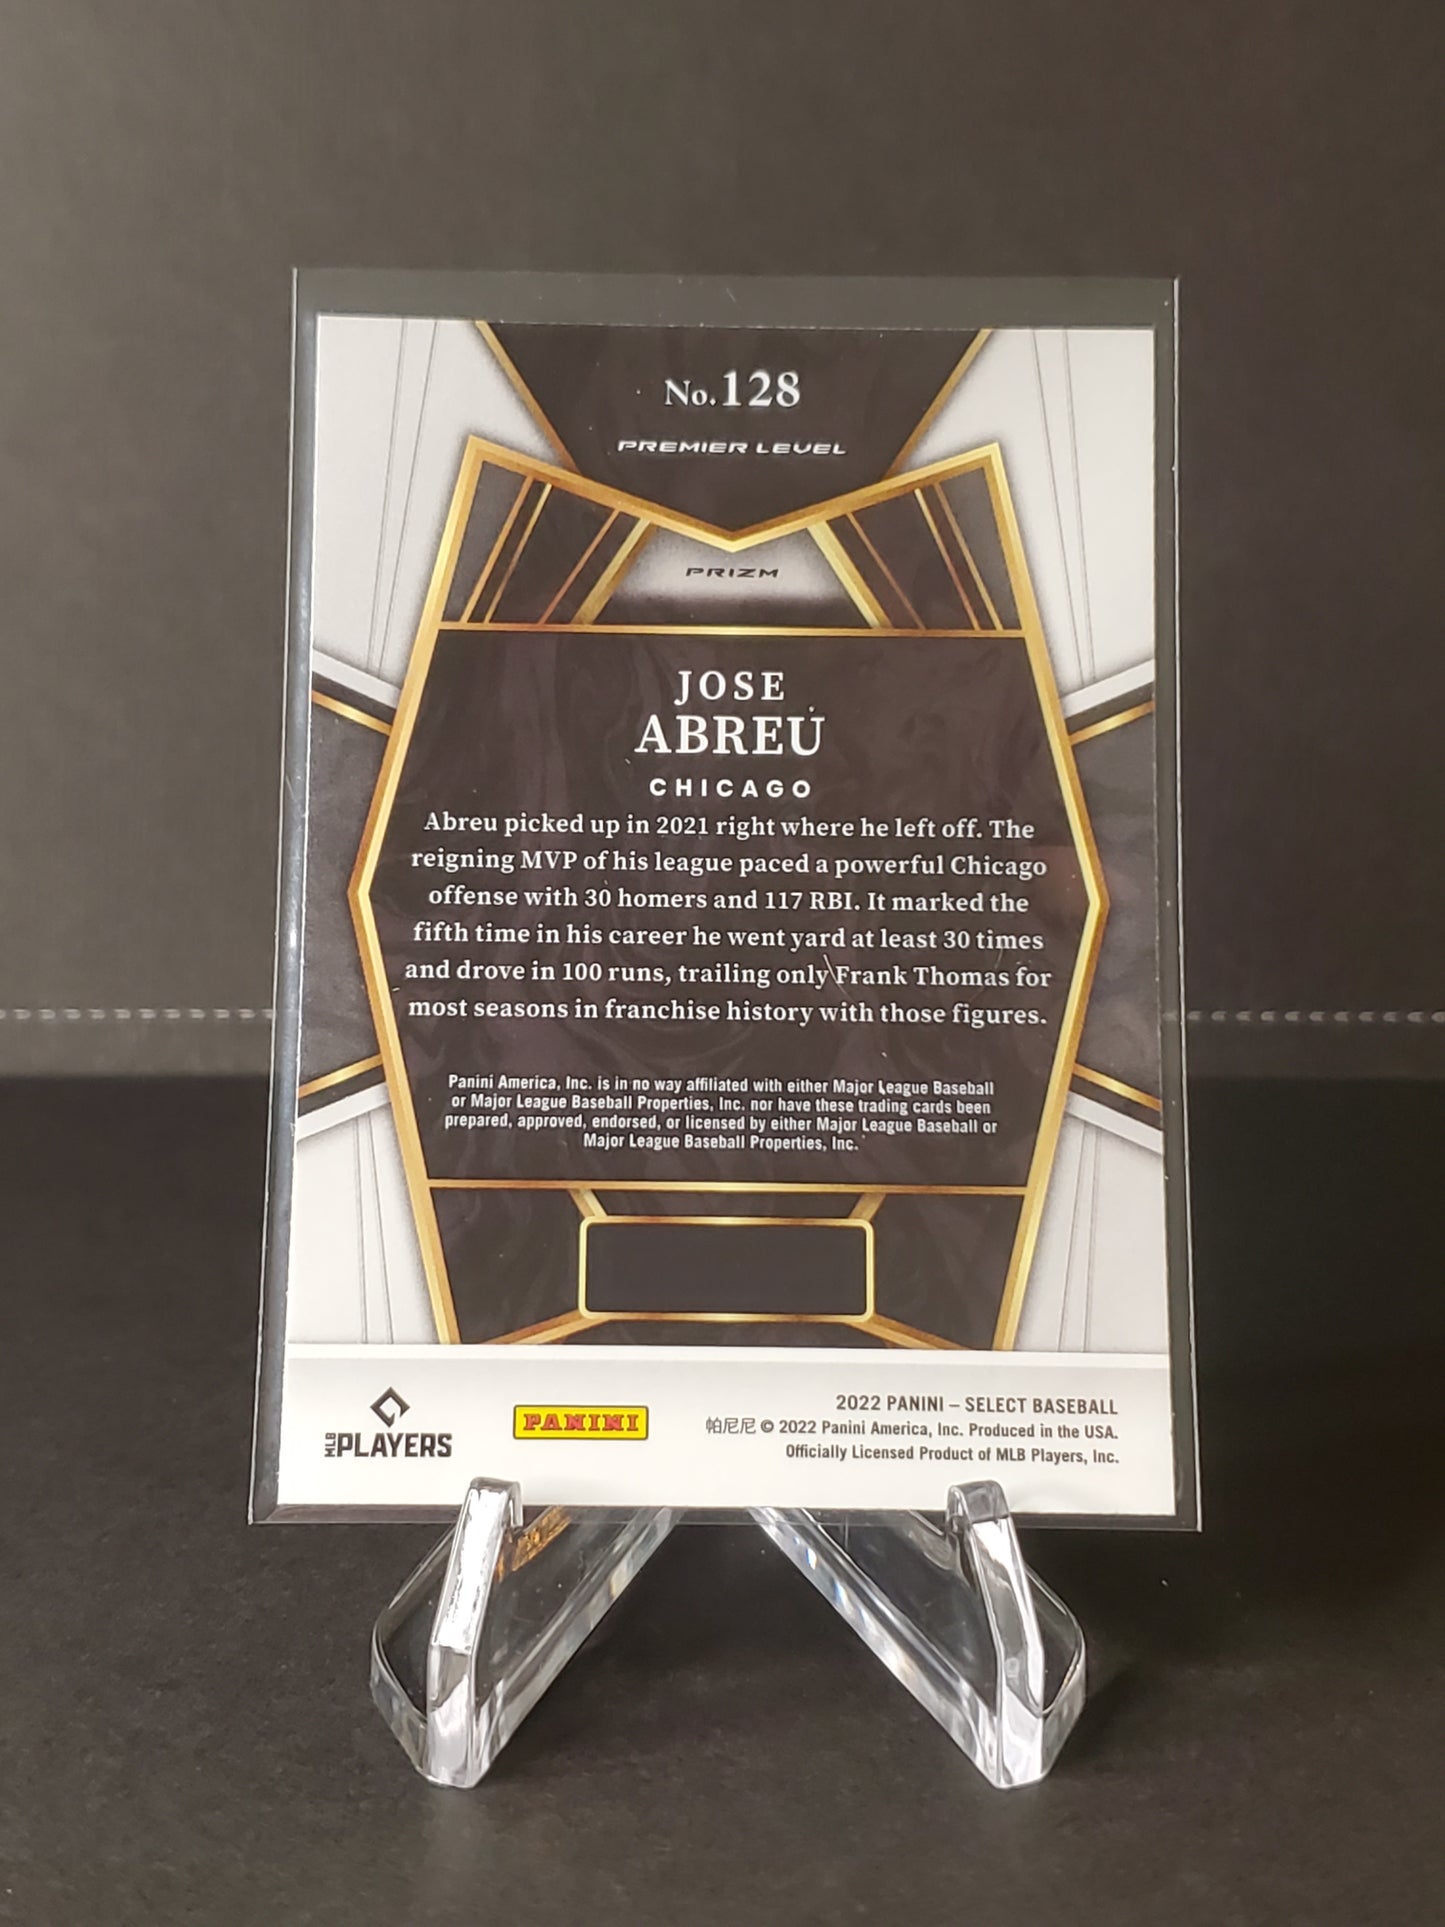 No. 128
PREMIER LEVEL
PRIZM
JOSE
ABREU
CHICAGO
Abreu picked up in 2021 right where he left off. The
reigning MVP of his league paced a powerful Chicago
offense with 30 homers and 117 RBI. It marked the
fifth time in his career he went yard at least 30 times
and drove in 100 runs, trailing only Frank Thomas for
most seasons in franchise history with those figures.
Panini America, Inc. is in no way affiliated with either Major League Baseball
or Major League Baseball Properties, Inc. nor have these trading cards been
prepared, approved, endorsed, or licensed by either Major League Baseball or
Major League Baseball Properties, Inc.
MLB PLAYERS
PANINI
2022 PANINI – SELECT BASEBALL
帕尼尼 © 2022 Panini America, Inc. Produced in the USA.
Officially Licensed Product of MLB Players, Inc.